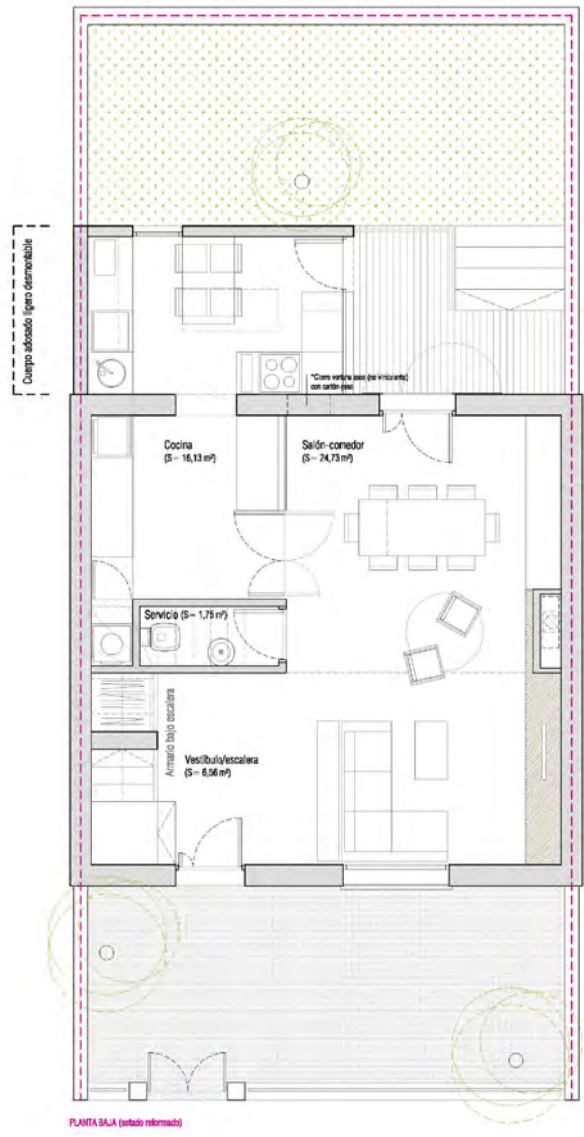 Cuerpo adosado ligero desmontable
*Cierre ventana paso (no vinculante)
con cartón-yeso
Cocina
(S= 16,13 m²)
Salón-comedor
(S= 24,73 m²)
Servicio (S= 1,75 m²)
Armario bajo escalera
Vestíbulo/escalera
(S= 6,56 m²)
PLANTA BAJA (estado reformado)